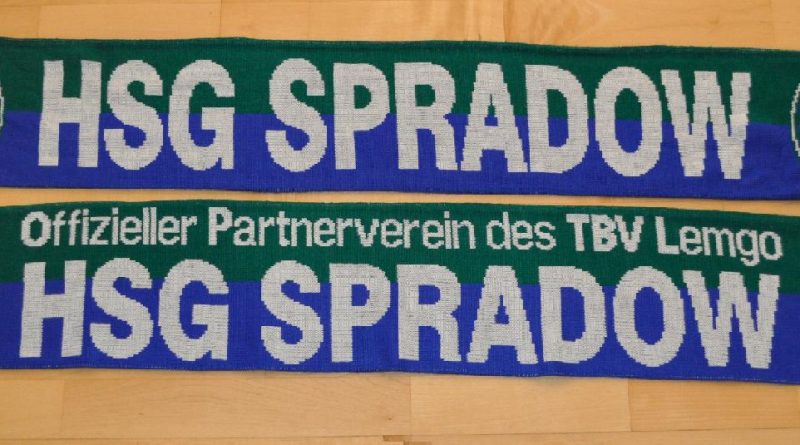 HSG SPRADOW
Offizieller Partnerverein des TBV Lemgo
HSG SPRADOW